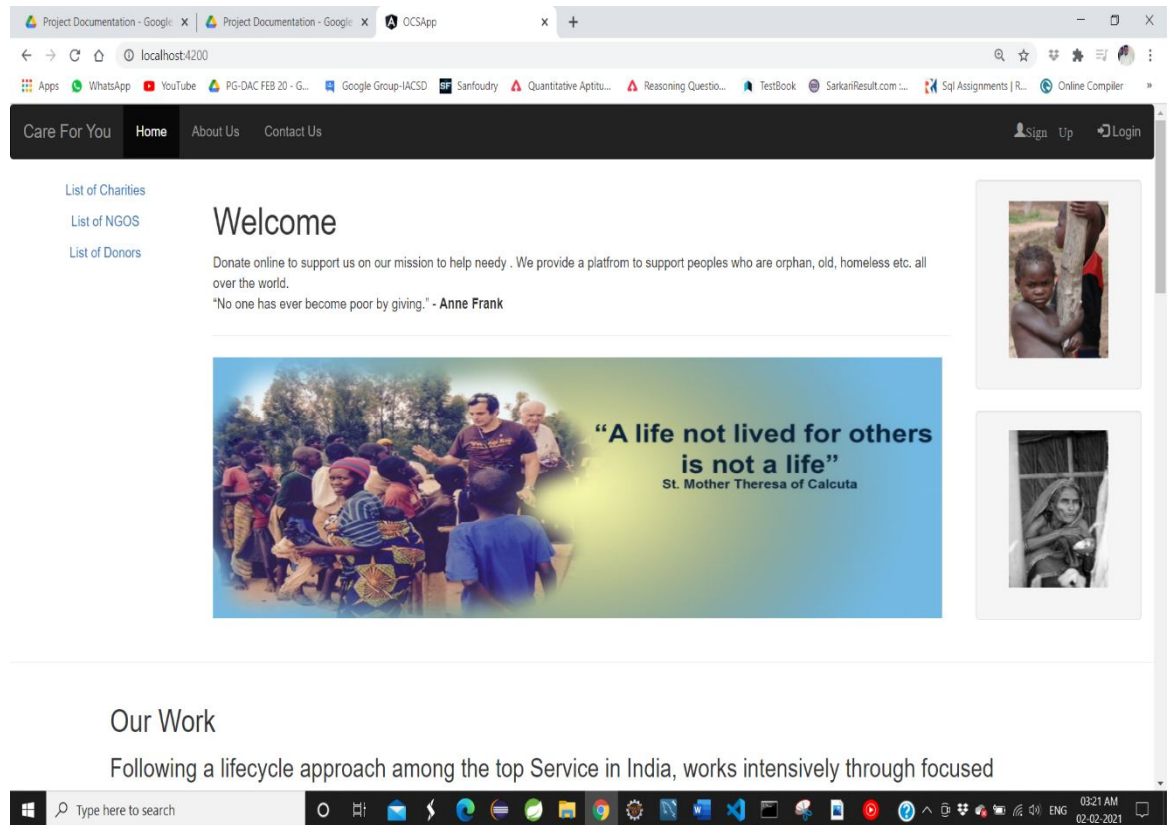 Project Documentation - Google
Project Documentation - Google
OCSApp
localhost:4200
Apps
WhatsApp
YouTube
PG-DAC FEB 20 - G...
Google Group-IACSD
SF Sanfoudry
Quantitative Aptitu...
Reasoning Questio...
TestBook
SarkariResult.com :...
Sql Assignments | R...
Online Compiler
»
Care For You
Home
About Us
Contact Us
Sign Up
Login
List of Charities
List of NGOS
List of Donors
Welcome
Donate online to support us on our mission to help needy . We provide a platfrom to support peoples who are orphan, old, homeless etc. all
over the world.
“No one has ever become poor by giving.” - Anne Frank
“A life not lived for others
is not a life”
St. Mother Theresa of Calcuta
Our Work
Following a lifecycle approach among the top Service in India, works intensively through focused
Type here to search
ENG
03:21 AM
02-02-2021